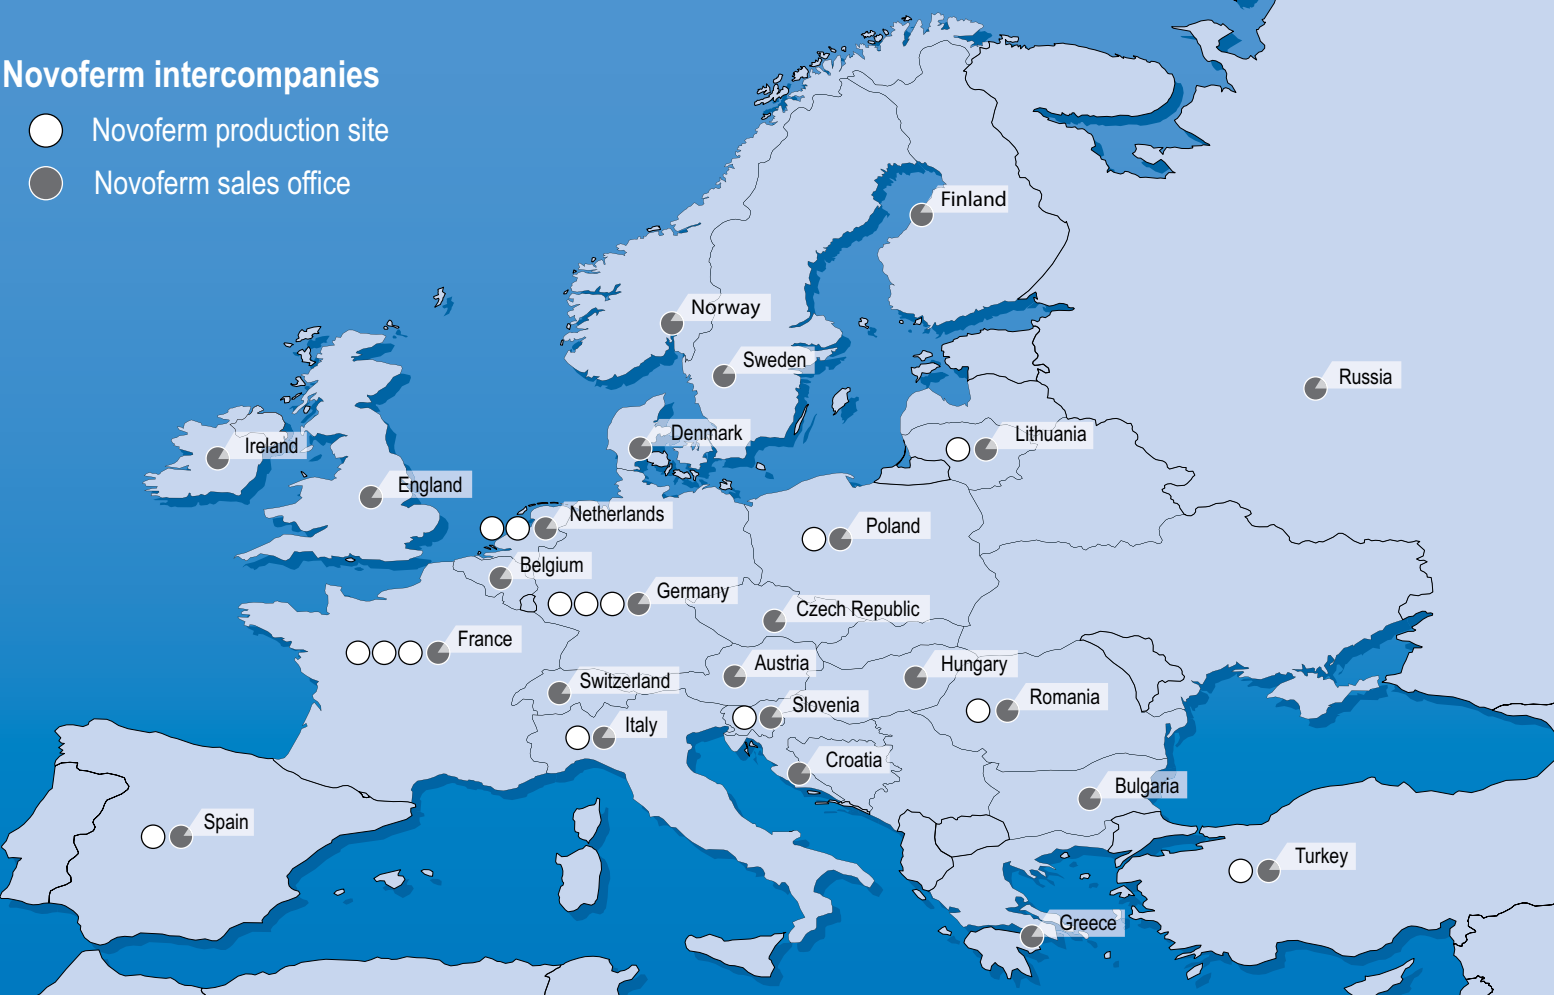 Novoferm intercompanies
Novoferm production site
Novoferm sales office
Finland
Norway
Sweden
Russia
Denmark
Lithuania
Ireland
England
Netherlands
Poland
Belgium
Germany
Czech Republic
France
Austria
Hungary
Switzerland
Romania
Slovenia
Italy
Croatia
Bulgaria
Spain
Turkey
Greece